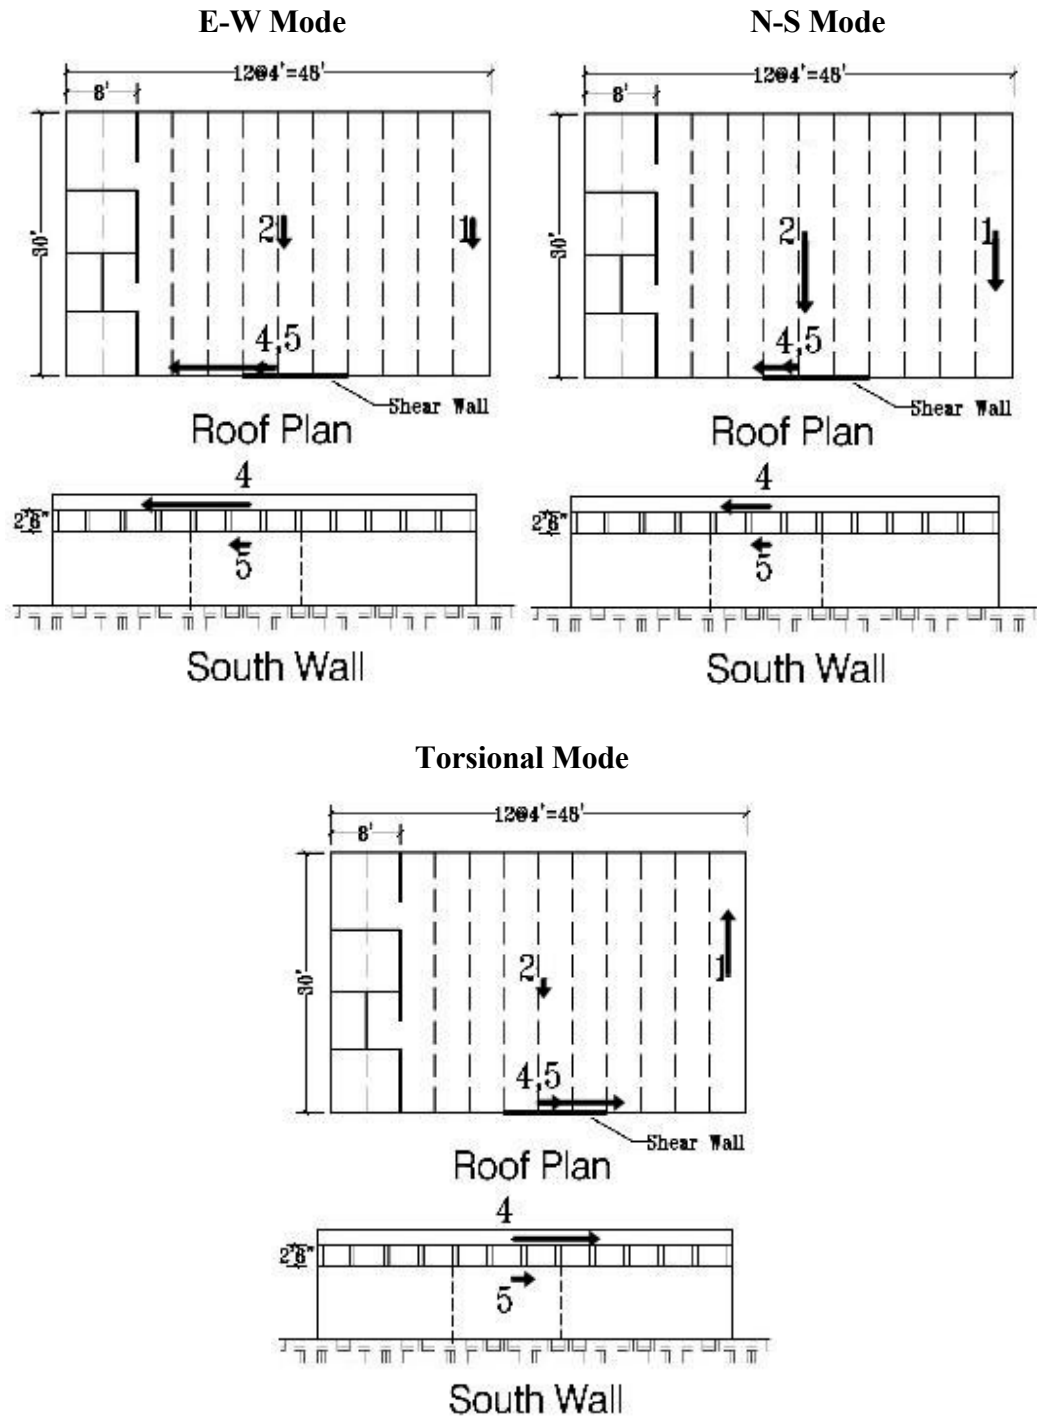 E-W Mode
12@4'=48'
8'
30'
2
1
4,5
Shear Wall
Roof Plan
4
2'6"
5
South Wall
N-S Mode
12@4'=48'
8'
30'
2
1
4,5
Shear Wall
Roof Plan
4
2'6"
5
South Wall
Torsional Mode
12@4'=48'
8'
30'
2
1
4,5
Shear Wall
Roof Plan
4
2'6"
5
South Wall